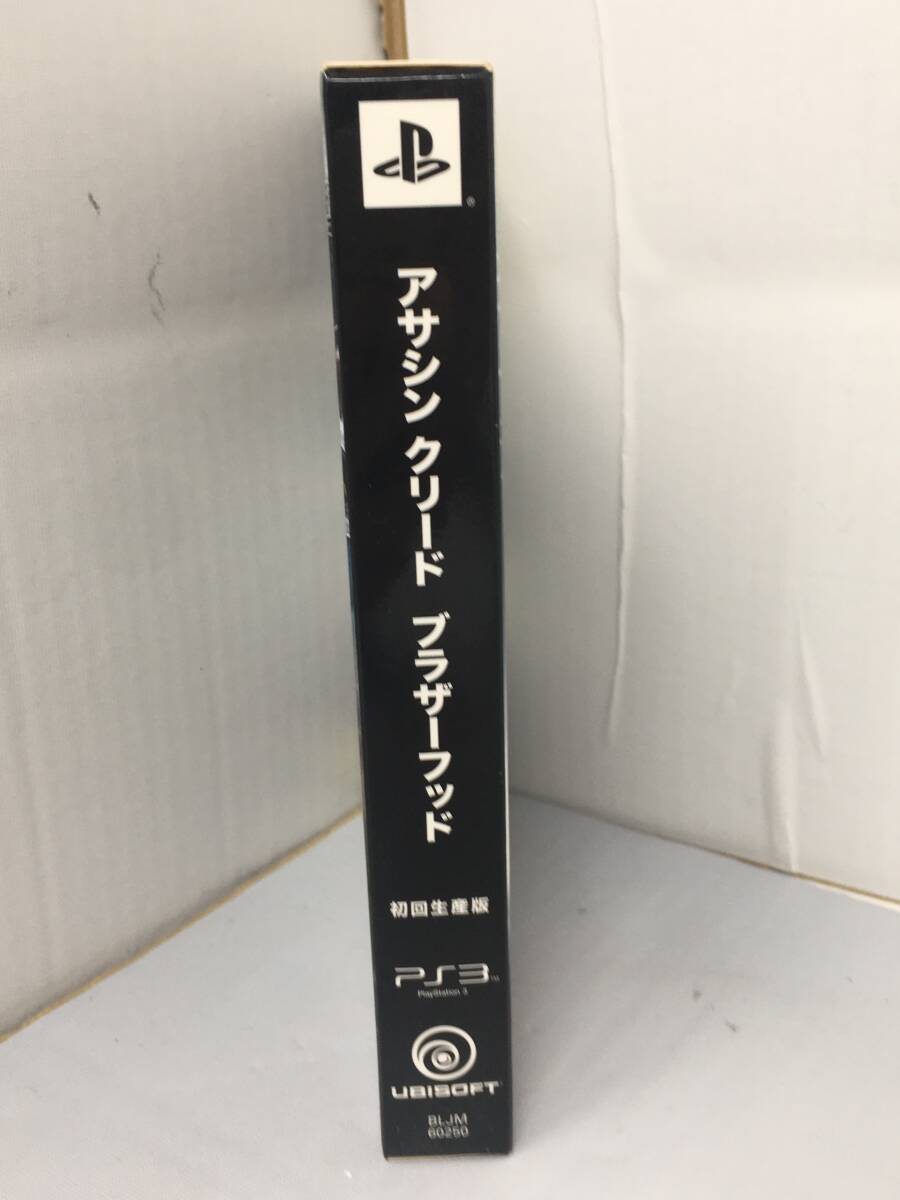 ®
アサシン クリード ブラザーフッド
初回生産版
PS3™
PlayStation 3
UBISOFT
BLJM
60250